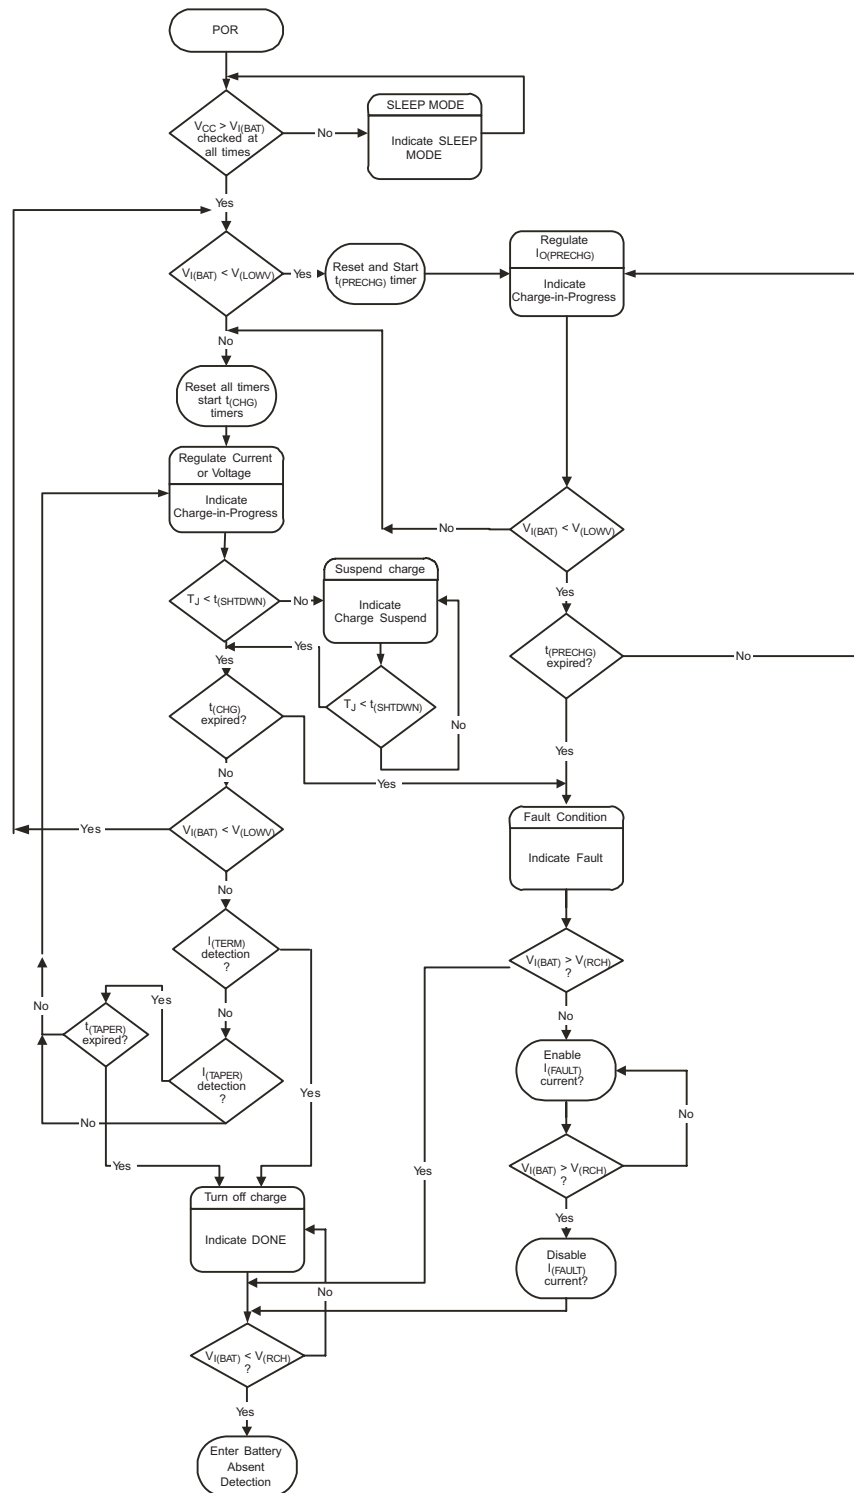 POR
VCC > VI(BAT)
checked at
all times
No
SLEEP MODE
Indicate SLEEP
MODE
Yes
VI(BAT) < V(LOWV)
Yes
Reset and Start
t(PRECHG) timer
Regulate
IO(PRECHG)
Indicate
Charge-in-Progress
No
Reset all timers
start t(CHG)
timers
Regulate Current
or Voltage
Indicate
Charge-in-Progress
No
VI(BAT) < V(LOWV)
Yes
TJ < t(SHTDWN)
No
Suspend charge
Indicate
Charge Suspend
Yes
Yes
TJ < t(SHTDWN)
No
t(PRECHG)
expired?
No
Yes
t(CHG)
expired?
Yes
No
VI(BAT) < V(LOWV)
Yes
No
Fault Condition
Indicate Fault
I(TERM)
detection
?
No
Yes
VI(BAT) > V(RCH)
?
No
Yes
t(TAPER)
expired?
No
Yes
I(TAPER)
detection
?
No
Yes
Enable
I(FAULT)
current?
No
VI(BAT) > V(RCH)
?
Yes
Disable
I(FAULT)
current?
Turn off charge
Indicate DONE
No
VI(BAT) < V(RCH)
?
Yes
Enter Battery
Absent
Detection